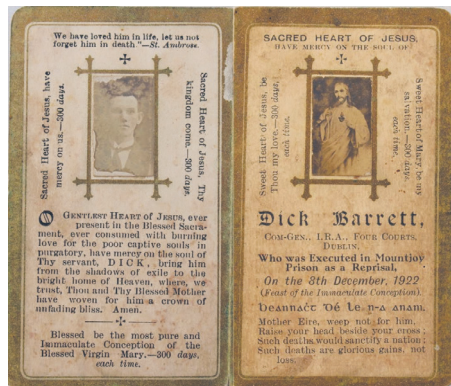 We have loved him in life, let us not
forget him in death."—St. Ambrose.
Sacred Heart of Jesus, have
mercy on us.—300 days.
Sacred Heart of Jesus, Thy
kingdom come.—300 days.
O GENTLEST HEART OF JESUS, ever
present in the Blessed Sacra-
ment, ever consumed with burning
love for the poor captive souls in
purgatory, have mercy on the soul of
Thy servant, DICK, bring him
from the shadows of exile to the
bright home of Heaven, where, we
trust, Thou and Thy Blessed Mother
have woven for him a crown of
unfading bliss. Amen.
Blessed be the most pure and
Immaculate Conception of the
Blessed Virgin Mary.—300 days,
each time.
SACRED HEART OF JESUS,
HAVE MERCY ON THE SOUL OF
Sweet Heart of Jesus, be
Thou my love.—300 days,
each time.
Sweet Heart of Mary, be my
salvation.—300 days,
each time.
Dick Barrett,
COM-GEN., I.R.A., FOUR COURTS,
DUBLIN,
Who was Executed in Mountjoy
Prison as a Reprisal,
On the 8th December, 1922
(Feast of the Immaculate Conception).
beannaċt Dé le n-a anam.
Mother Eire, weep not for him.
Raise your head beside your cross;
Such deaths would sanctify a nation;
Such deaths are glorious gains, not
loss.